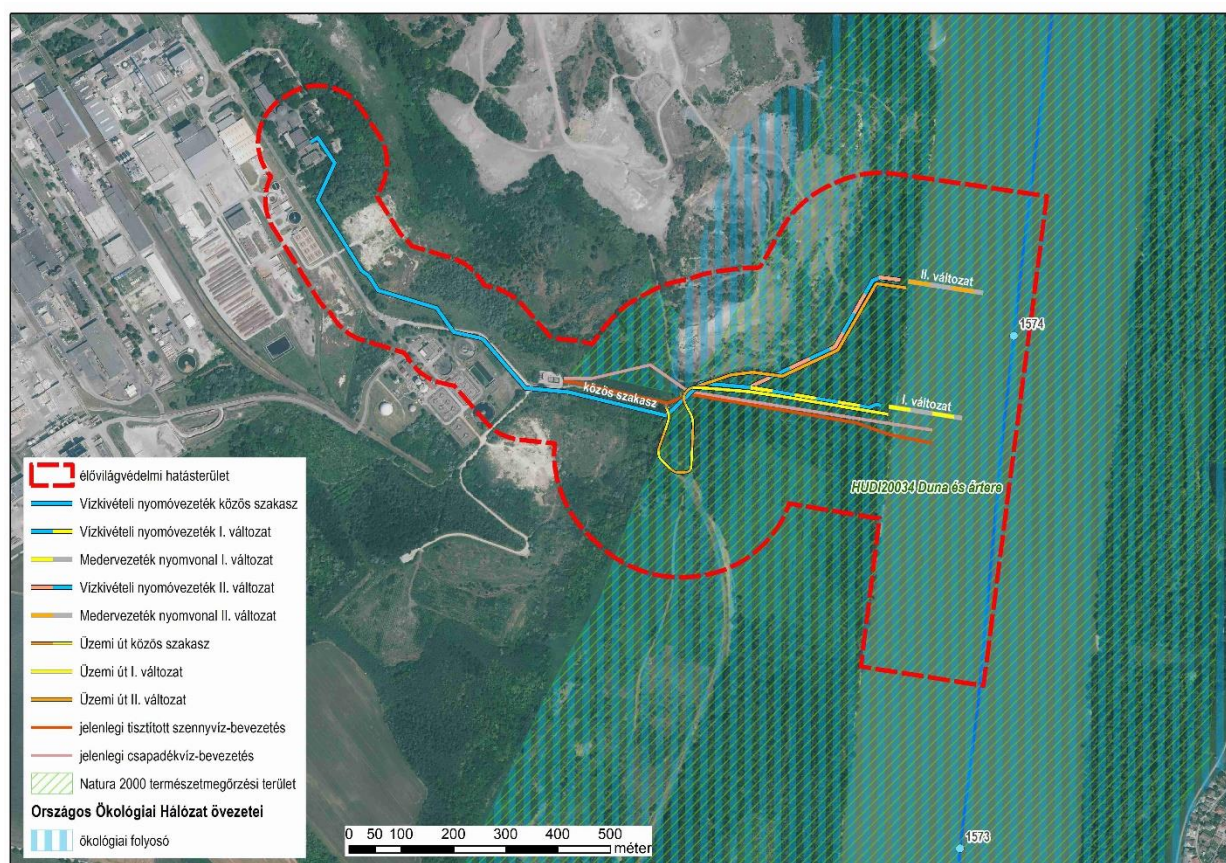 II. változat
1574
közös szakasz
I. változat
HUDI20034 Duna és ártere
élővilágvédelmi hatásterület
Vízkivételi nyomóvezeték közös szakasz
Vízkivételi nyomóvezeték I. változat
Medervezeték nyomvonal I. változat
Vízkivételi nyomóvezeték II. változat
Medervezeték nyomvonal II. változat
Üzemi út közös szakasz
Üzemi út I. változat
Üzemi út II. változat
jelenlegi tisztított szennyvíz-bevezetés
jelenlegi csapadékvíz-bevezetés
Natura 2000 természetmegőrzési terület
Országos Ökológiai Hálózat övezetei
ökológiai folyosó
0 50 100 200 300 400 500
méter
1573